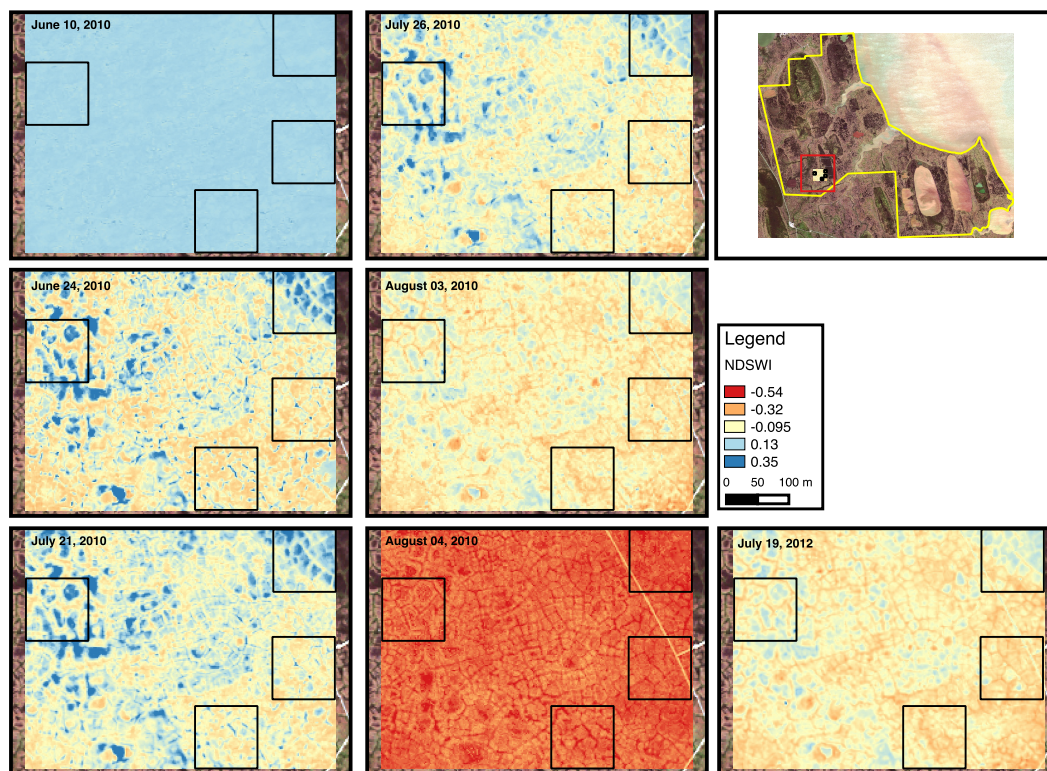 June 10, 2010
July 26, 2010
June 24, 2010
August 03, 2010
Legend
NDSWI
-0.54
-0.32
-0.095
0.13
0.35
0 50 100 m
July 21, 2010
August 04, 2010
July 19, 2012